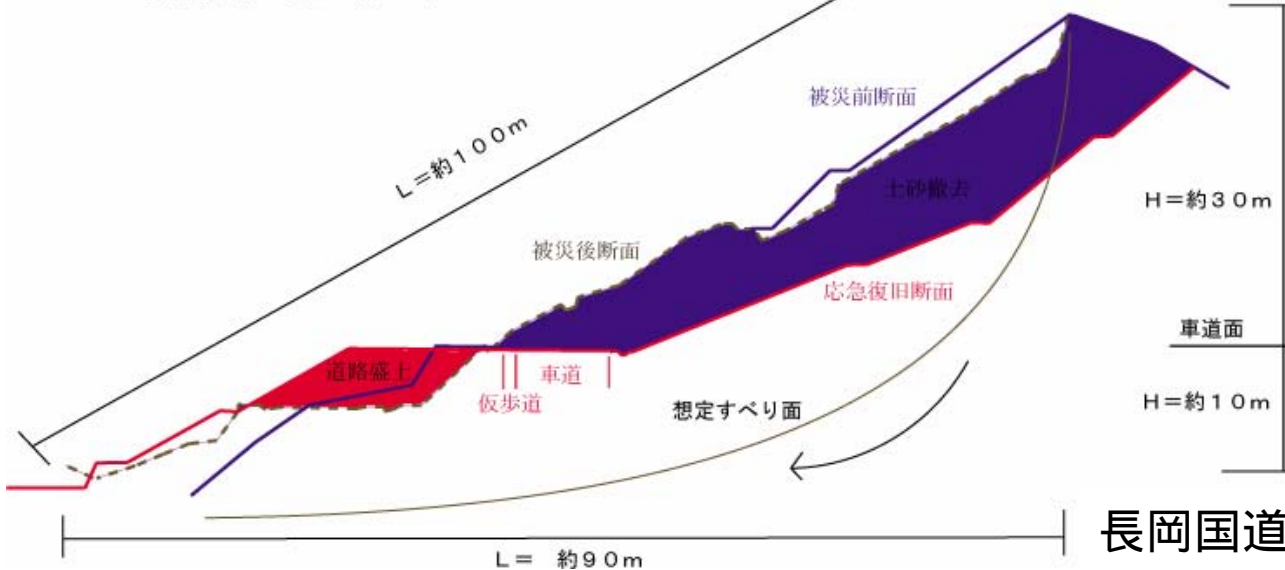 被災前断面
L=約100m
土砂撤去
H=約30m
被災後断面
応急復旧断面
車道面
道路盛土
車道
仮歩道
想定すべり面
H=約10m
長岡国道
L= 約90m